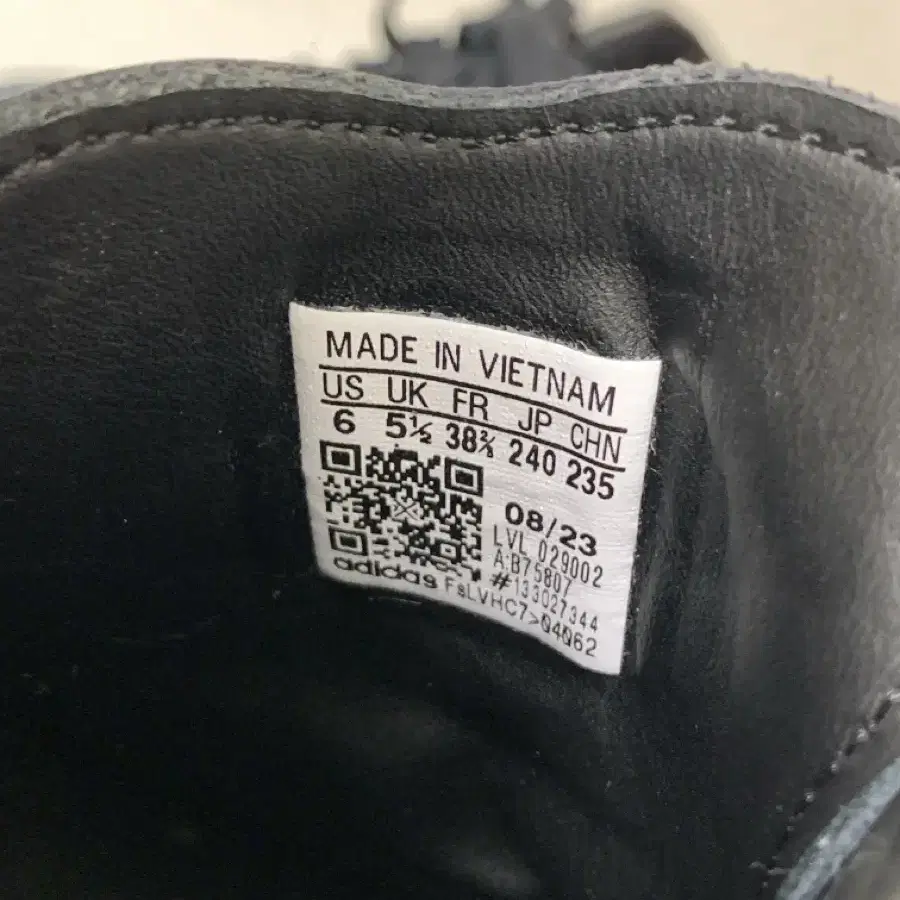 MADE IN VIETNAM
US UK FR JP CHN
6 5½ 38⅔ 240 235
08/23
LVL 029002
A:B75807
#133027344
adidas FsLVHC7>Q4Q62